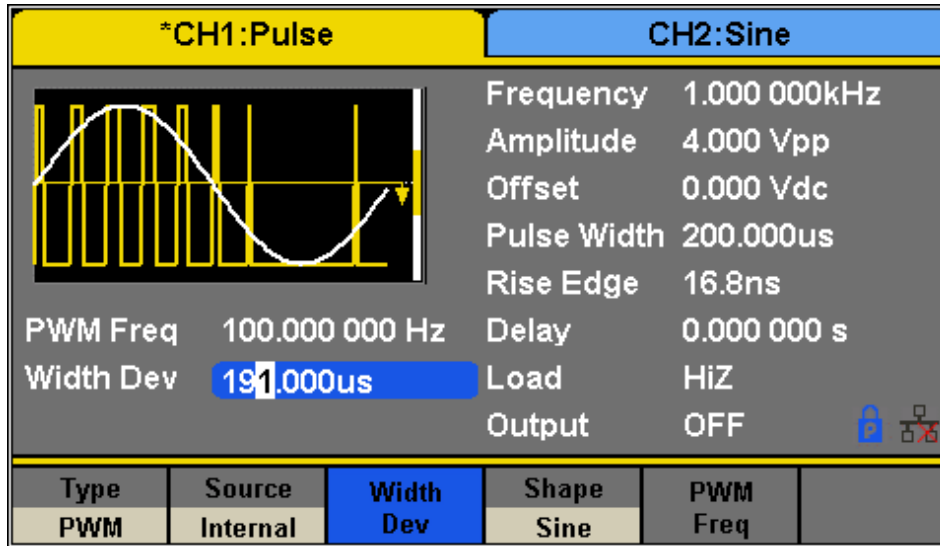 *CH1:Pulse
CH2:Sine
Frequency 1.000 000kHz
Amplitude 4.000 Vpp
Offset 0.000 Vdc
Pulse Width 200.000us
Rise Edge 16.8ns
PWM Freq 100.000 000 Hz
Delay 0.000 000 s
Width Dev 191.000us
Load HiZ
Output OFF
P
Type
PWM
Source
Internal
Width
Dev
Shape
Sine
PWM
Freq